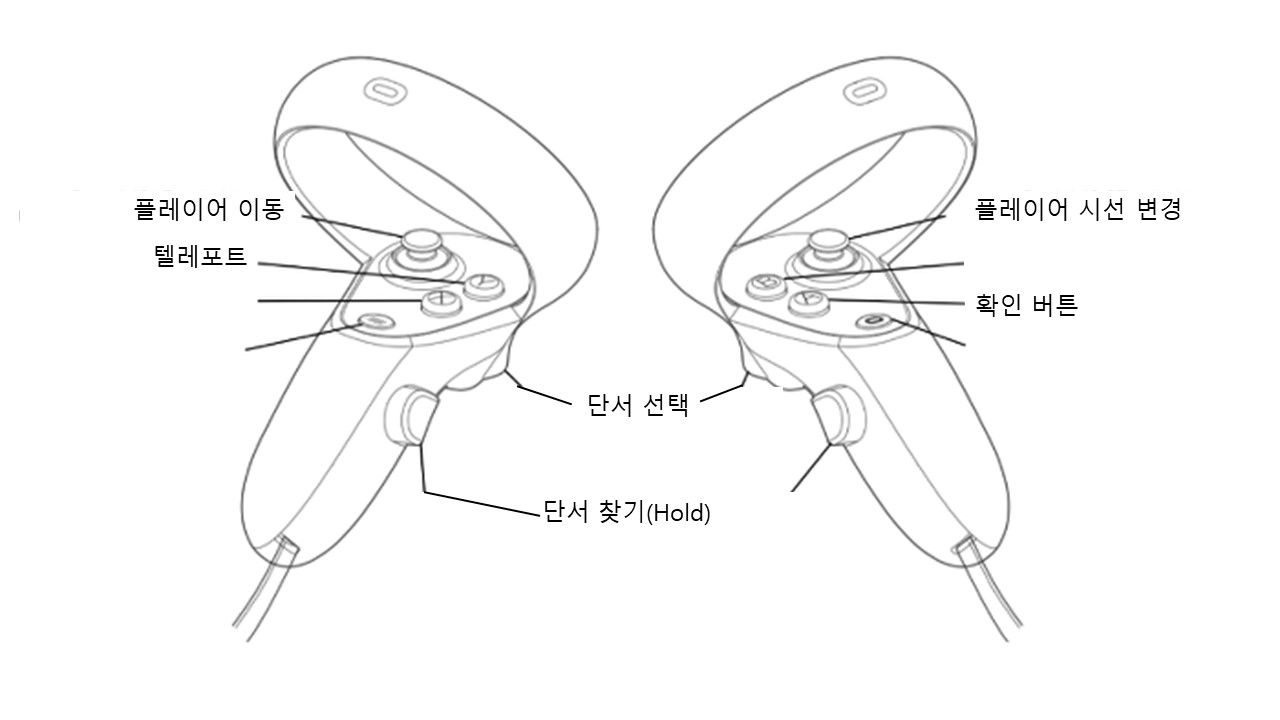 플레이어 이동
플레이어 시선 변경
텔레포트
확인 버튼
단서 선택
단서 찾기(Hold)